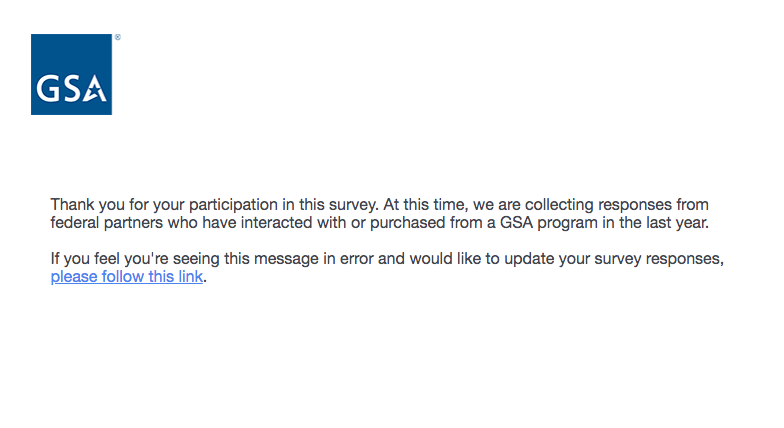 GSA®
Thank you for your participation in this survey. At this time, we are collecting responses from
federal partners who have interacted with or purchased from a GSA program in the last year.
If you feel you're seeing this message in error and would like to update your survey responses,
please follow this link.